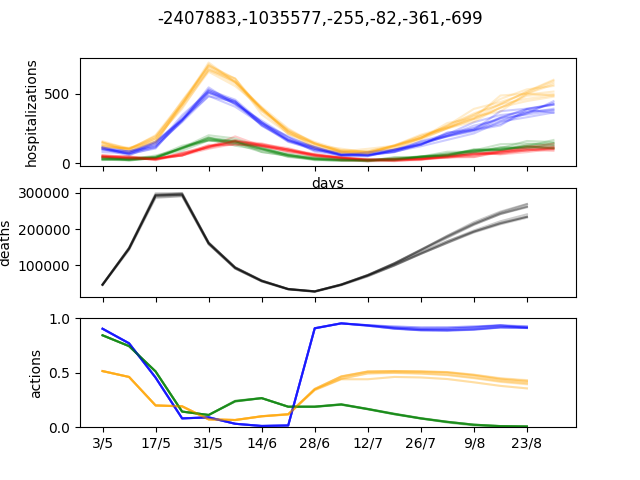 -2407883,-1035577,-255,-82,-361,-699
hospitalizations
500
0
days
deaths
300000
200000
100000
actions
1.0
0.5
0.0
3/5 17/5 31/5 14/6 28/6 12/7 26/7 9/8 23/8